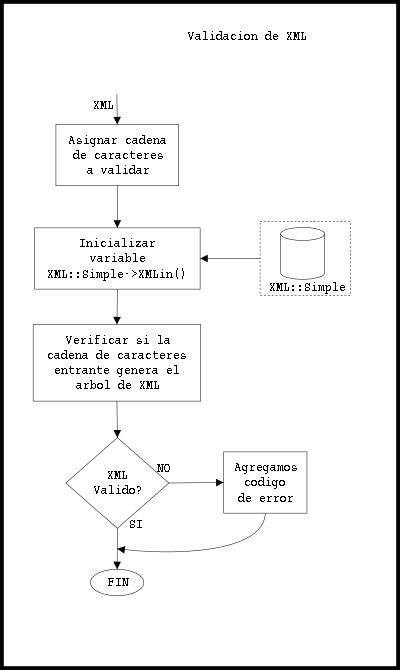 Validacion de XML
XML
Asignar cadena
de caracteres
a validar
Inicializar
variable
XML::Simple->XMLin()
XML::Simple
Verificar si la
cadena de caracteres
entrante genera el
arbol de XML
XML
Valido?
NO
Agregamos
codigo
de error
SI
FIN